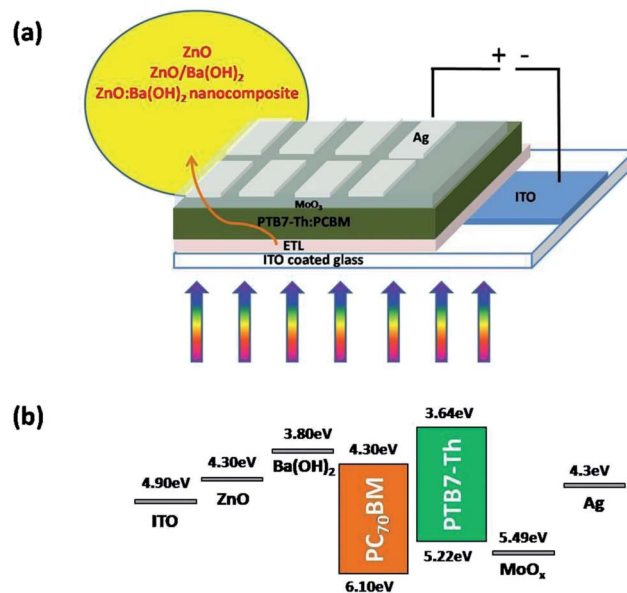 (a)
ZnO
ZnO/Ba(OH)₂
ZnO:Ba(OH)₂ nanocomposite
+ -
Ag
ITO
MoO₃
PTB7-Th:PCBM
ETL
ITO coated glass
(b)
3.64eV
3.80eV
4.30eV
4.30eV
Ba(OH)₂
4.90eV
ZnO
4.3eV
ITO
PC₇₀BM
PTB7-Th
Ag
5.22eV
5.49eV
MoOₓ
6.10eV